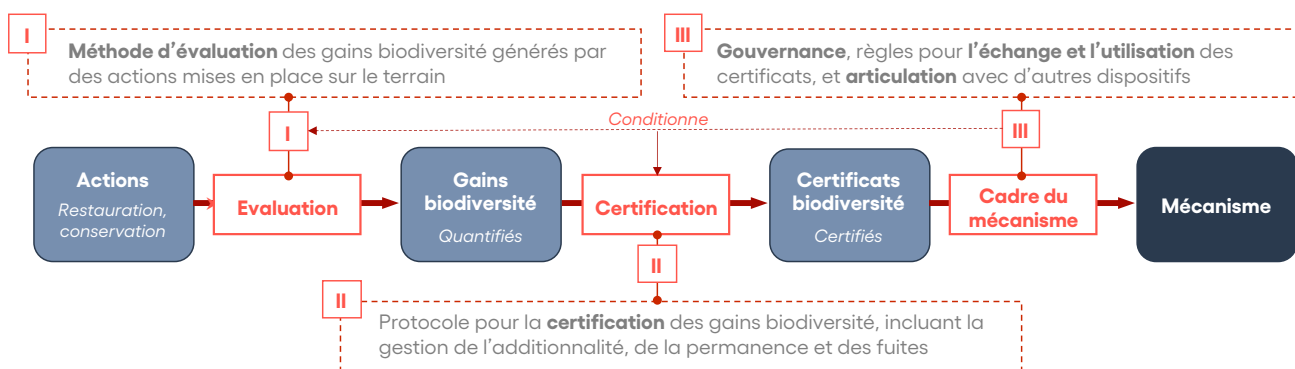 I
Méthode d'évaluation des gains biodiversité générés par
des actions mises en place sur le terrain
III
Gouvernance, règles pour l'échange et l'utilisation des
certificats, et articulation avec d'autres dispositifs
I
Conditionne
III
Actions
Restauration,
conservation
Evaluation
Gains
biodiversité
Quantifiés
Certification
Certificats
biodiversité
Certifiés
Cadre du
mécanisme
Mécanisme
II
II
Protocole pour la certification des gains biodiversité, incluant la
gestion de l'additionnalité, de la permanence et des fuites